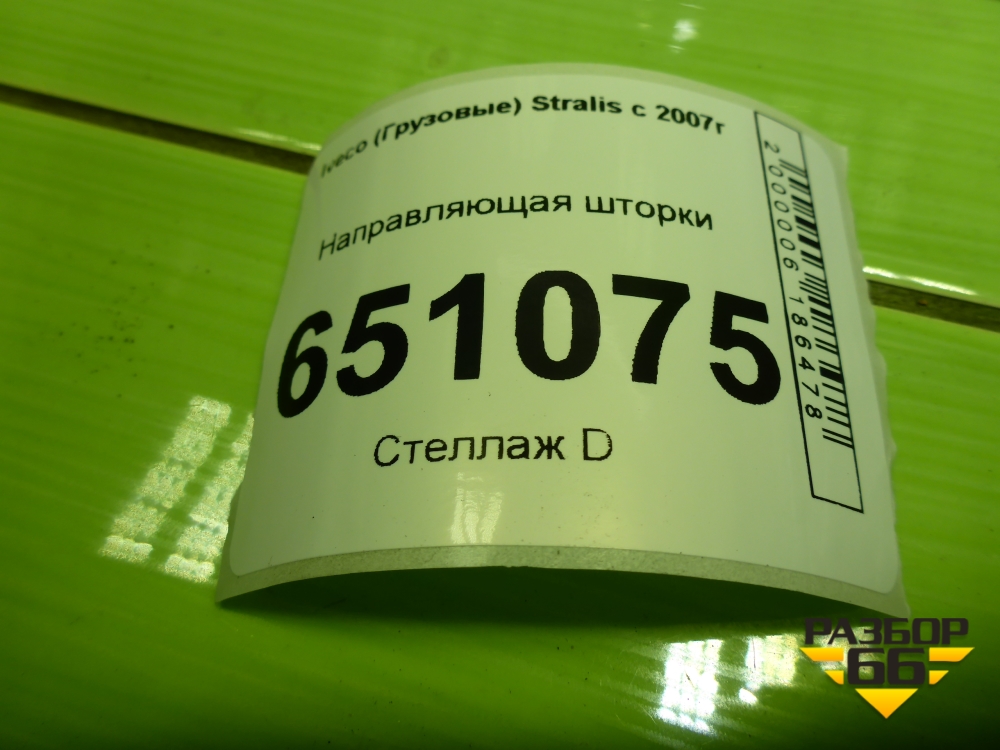 Iveco (Грузовые) Stralis с 2007г
Направляющая шторки
651075
Стеллаж D
2000006186478
РАЗБОР
66